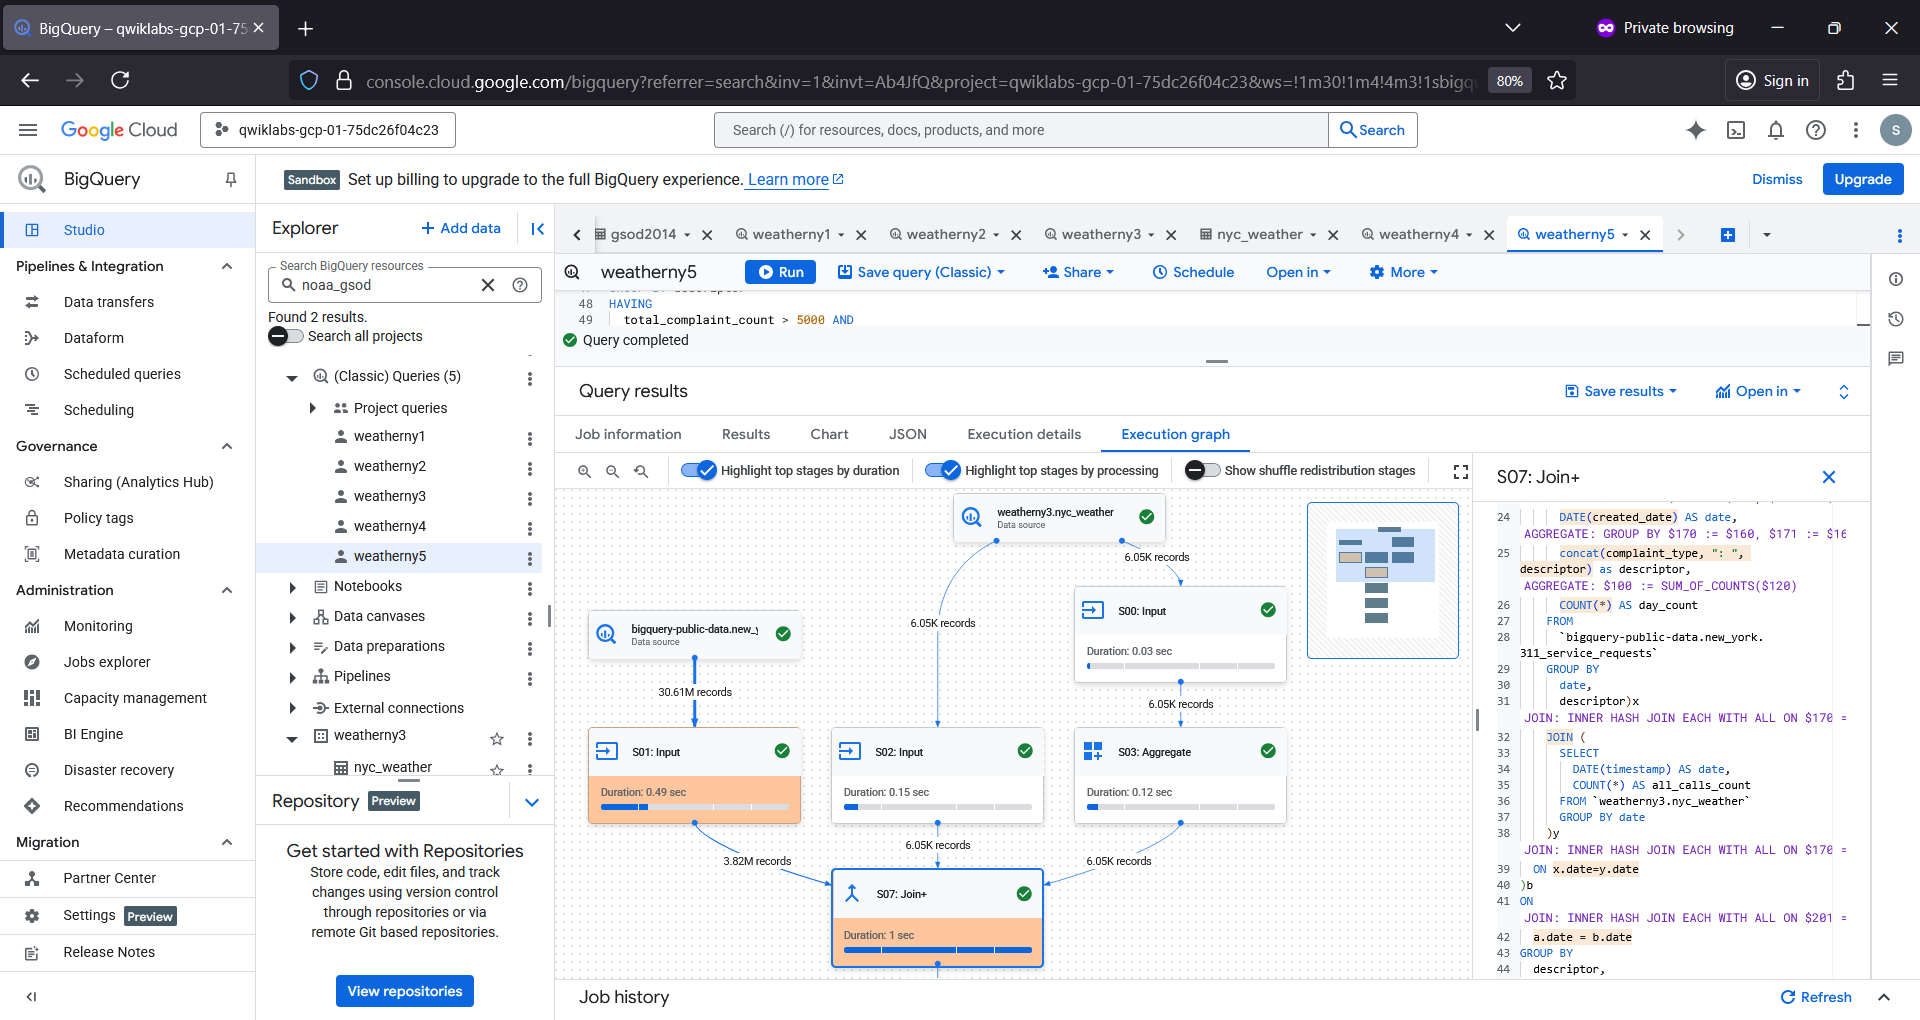 BigQuery – qwiklabs-gcp-01-75
Private browsing
console.cloud.google.com/bigquery?referrer=search&inv=1&invt=Ab4JfQ&project=qwiklabs-gcp-01-75dc26f04c23&ws=!1m30!1m4!4m3!1sbigqu
80%
Sign in
Google Cloud
qwiklabs-gcp-01-75dc26f04c23
Search (/) for resources, docs, products, and more
Search
S
BigQuery
Sandbox Set up billing to upgrade to the full BigQuery experience. Learn more
Dismiss
Upgrade
Studio
Pipelines & Integration
Data transfers
Dataform
Scheduled queries
Scheduling
Governance
Sharing (Analytics Hub)
Policy tags
Metadata curation
Administration
Monitoring
Jobs explorer
Capacity management
BI Engine
Disaster recovery
Recommendations
Migration
Partner Center
Settings Preview
Release Notes
Explorer
+ Add data
Search BigQuery resources
noaa_gsod
Found 2 results.
Search all projects
(Classic) Queries (5)
Project queries
weatherny1
weatherny2
weatherny3
weatherny4
weatherny5
Notebooks
Data canvases
Data preparations
Pipelines
External connections
weatherny3
nyc_weather
Repository Preview
Get started with Repositories
Store code, edit files, and track
changes using version control
through repositories or via
remote Git based repositories.
View repositories
gsod2014
weatherny1
weatherny2
weatherny3
nyc_weather
weatherny4
weatherny5
weatherny5
Run
Save query (Classic)
Share
Schedule
Open in
More
48 HAVING
49 total_complaint_count > 5000 AND
Query completed
Query results
Save results
Open in
Job information
Results
Chart
JSON
Execution details
Execution graph
Highlight top stages by duration
Highlight top stages by processing
Show shuffle redistribution stages
weatherny3.nyc_weather
Data source
6.05K records
S00: Input
Duration: 0.03 sec
bigquery-public-data.new_y
Data source
6.05K records
30.61M records
6.05K records
S01: Input
Duration: 0.49 sec
S02: Input
Duration: 0.15 sec
S03: Aggregate
Duration: 0.12 sec
3.82M records
6.05K records
6.05K records
S07: Join+
Duration: 1 sec
S07: Join+
24 DATE(created_date) AS date,
AGGREGATE: GROUP BY $170 := $160, $171 := $16
25 concat(complaint_type, ": ",
descriptor) as descriptor,
AGGREGATE: $100 := SUM_OF_COUNTS($120)
26 COUNT(*) AS day_count
27 FROM
28 `bigquery-public-data.new_york.
311_service_requests`
29 GROUP BY
30 date,
31 descriptor)x
JOIN: INNER HASH JOIN EACH WITH ALL ON $170 =
32 JOIN (
33 SELECT
34 DATE(timestamp) AS date,
35 COUNT(*) AS all_calls_count
36 FROM `weatherny3.nyc_weather`
37 GROUP BY date
38 )y
JOIN: INNER HASH JOIN EACH WITH ALL ON $170 =
39 ON x.date=y.date
40 )b
41 ON
JOIN: INNER HASH JOIN EACH WITH ALL ON $201 =
42 a.date = b.date
43 GROUP BY
44 descriptor,
Job history
Refresh